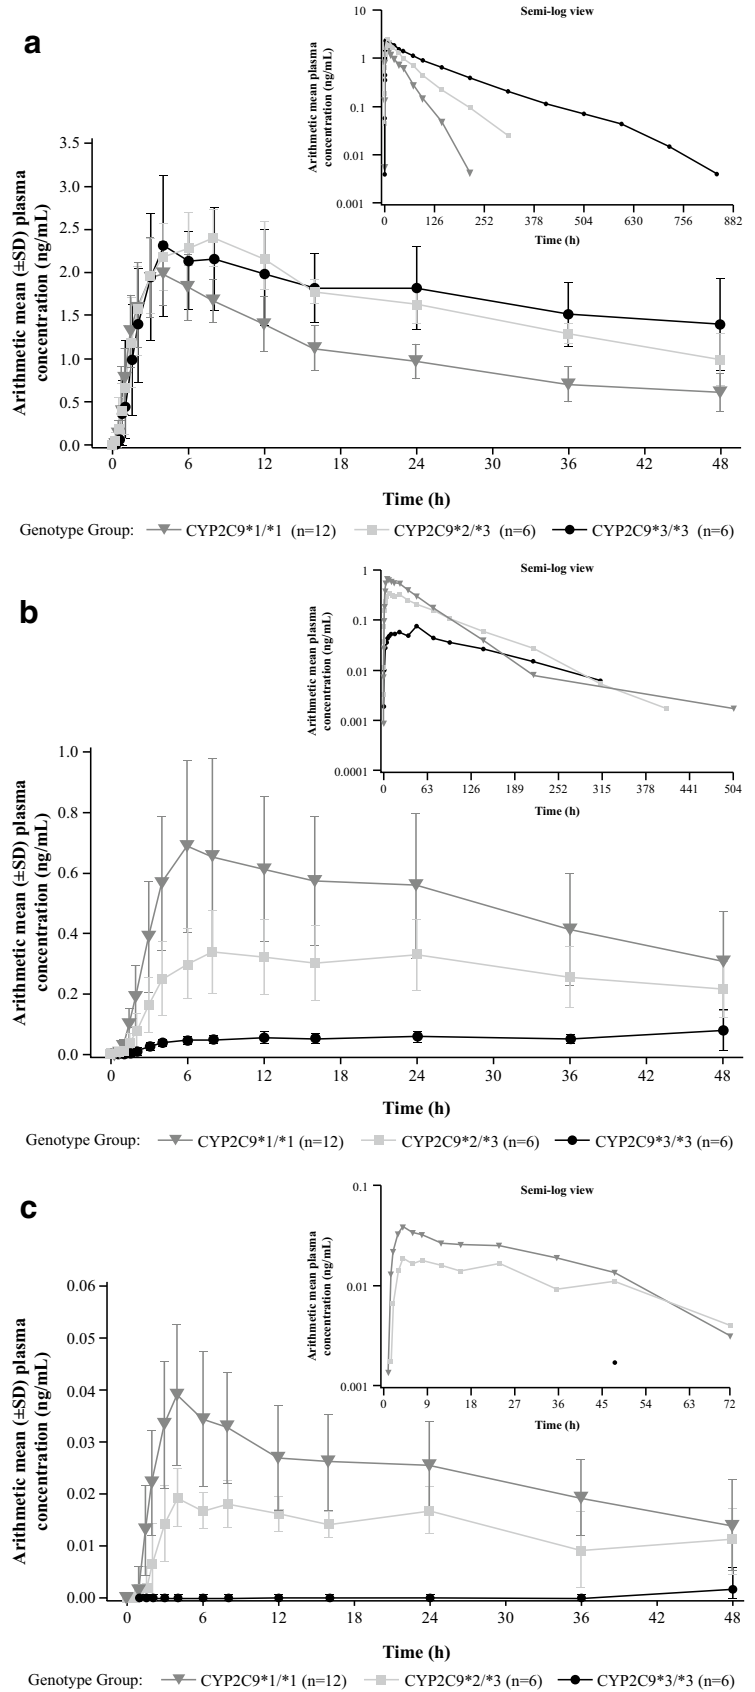 a
Semi-log view
Arithmetic mean plasma
concentration (ng/mL)
10
1
0.1
0.01
0.001
0 126 252 378 504 630 756 882
Time (h)
Arithmetic mean (±SD) plasma
concentration (ng/mL)
3.5
3.0
2.5
2.0
1.5
1.0
0.5
0.0
0 6 12 18 24 30 36 42 48
Time (h)
Genotype Group: CYP2C9*1/*1 (n=12) CYP2C9*2/*3 (n=6) CYP2C9*3/*3 (n=6)
b
Semi-log view
Arithmetic mean plasma
concentration (ng/mL)
1
0.1
0.01
0.001
0.0001
0 63 126 189 252 315 378 441 504
Time (h)
Arithmetic mean (±SD) plasma
concentration (ng/mL)
1.0
0.8
0.6
0.4
0.2
0.0
0 6 12 18 24 30 36 42 48
Time (h)
Genotype Group: CYP2C9*1/*1 (n=12) CYP2C9*2/*3 (n=6) CYP2C9*3/*3 (n=6)
c
Semi-log view
Arithmetic mean plasma
concentration (ng/mL)
0.1
0.01
0.001
0 9 18 27 36 45 54 63 72
Time (h)
Arithmetic mean (±SD) plasma
concentration (ng/mL)
0.06
0.05
0.04
0.03
0.02
0.01
0.00
0 6 12 18 24 30 36 42 48
Time (h)
Genotype Group: CYP2C9*1/*1 (n=12) CYP2C9*2/*3 (n=6) CYP2C9*3/*3 (n=6)